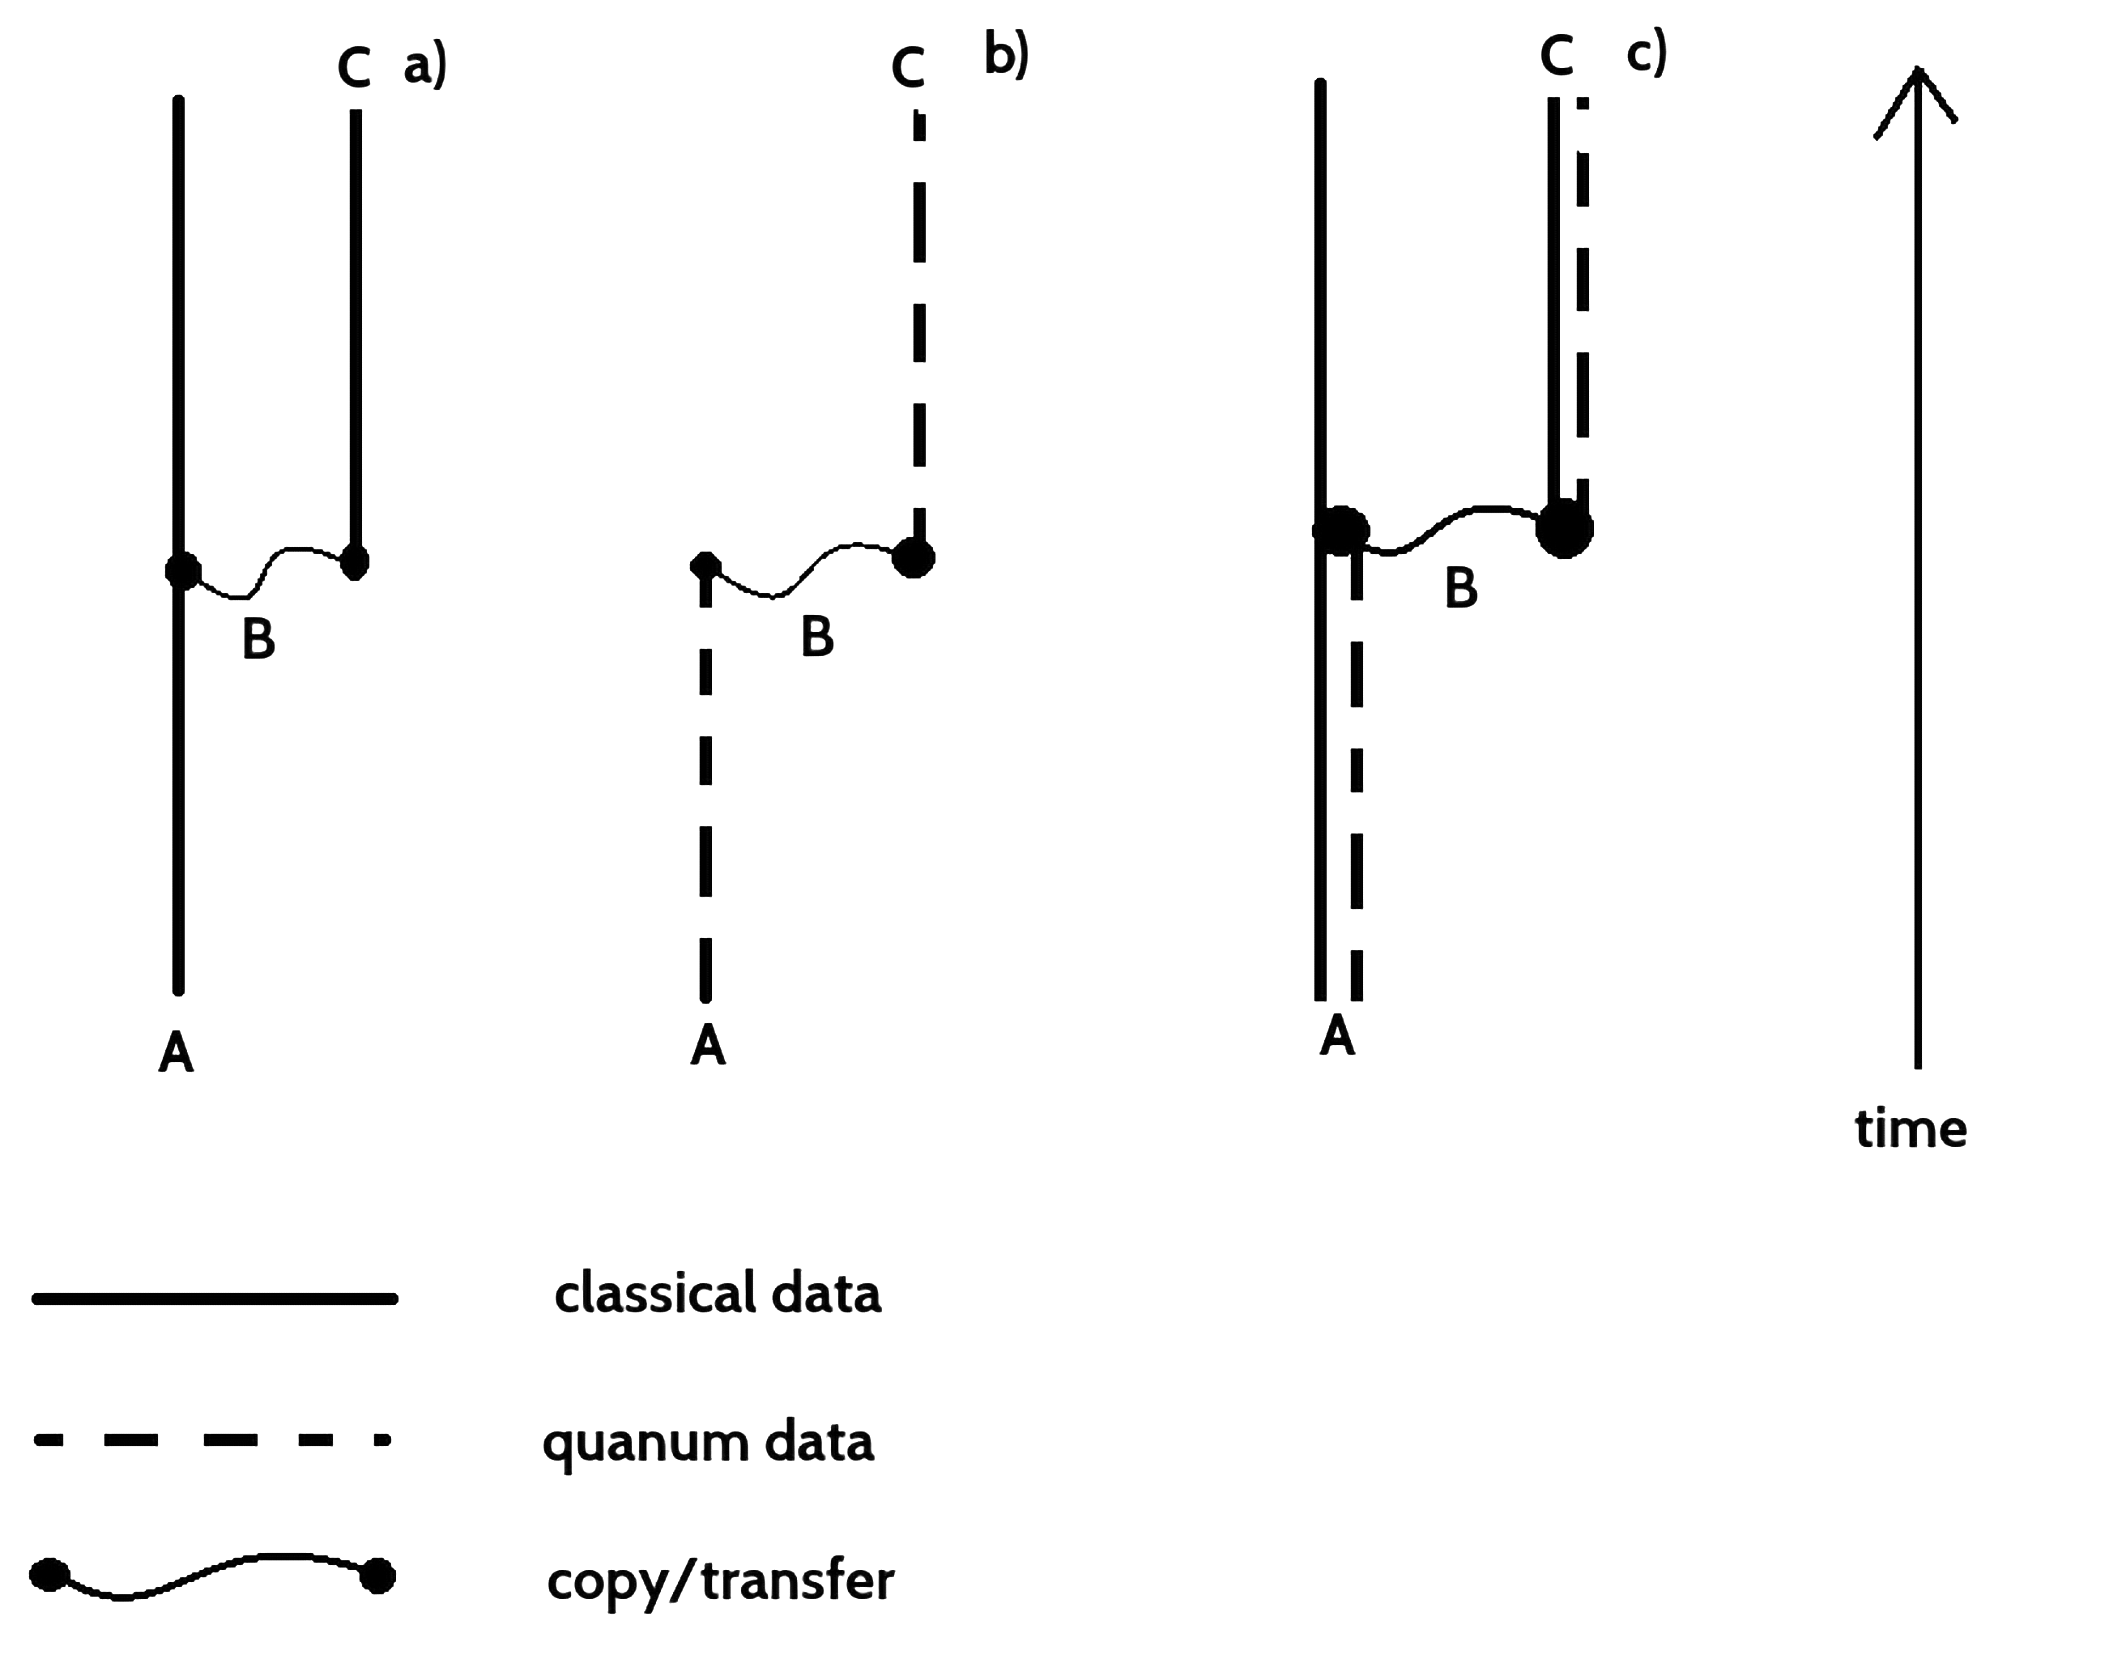 C a)
C b)
C c)
B
B
B
A
A
A
time
classical data
quanum data
copy/transfer